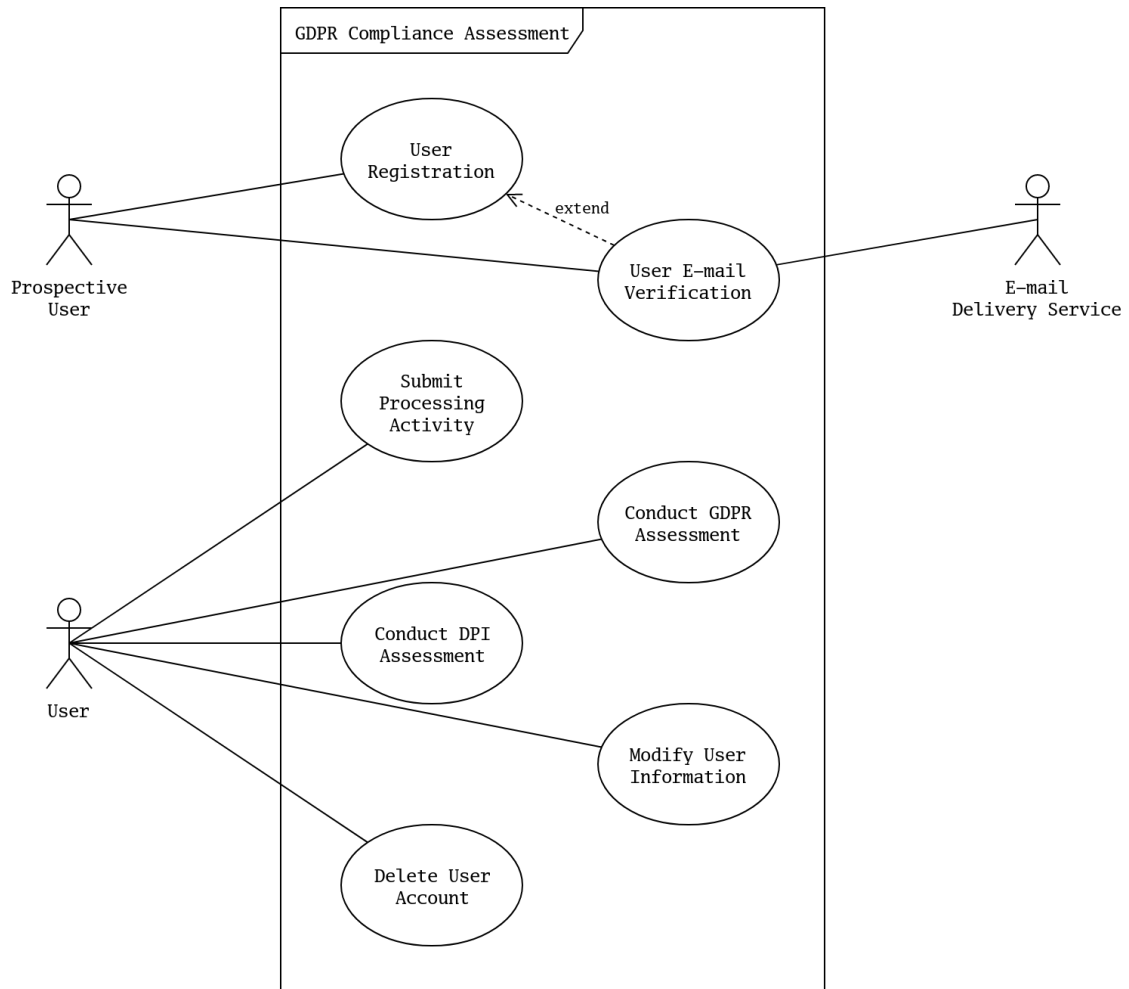 GDPR Compliance Assessment
User
Registration
extend
User E-mail
Verification
Prospective
User
E-mail
Delivery Service
Submit
Processing
Activity
Conduct GDPR
Assessment
Conduct DPI
Assessment
User
Modify User
Information
Delete User
Account